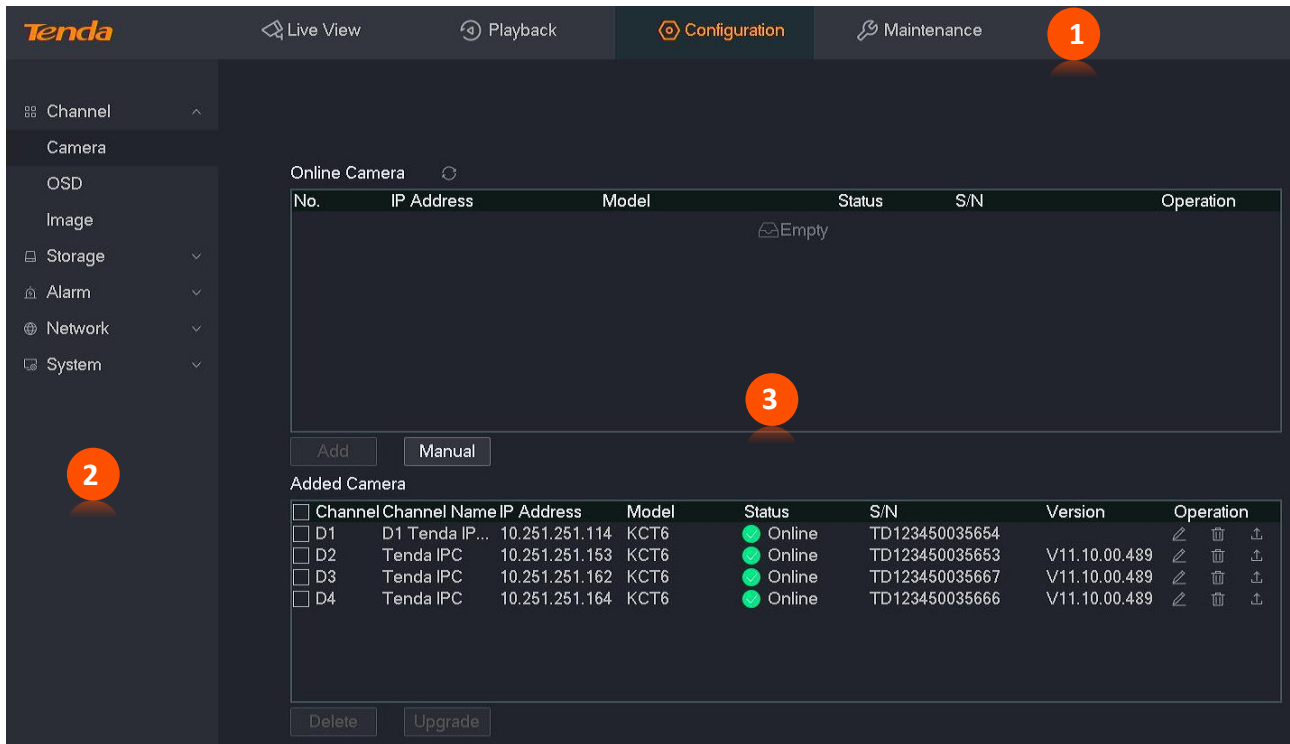 Tenda Live View Playback Configuration Maintenance 1
Channel
Camera
OSD
Image
Storage
Alarm
Network
System
2
Online Camera
No. IP Address Model Status S/N Operation
Empty
3
Add Manual
Added Camera
Channel Channel Name IP Address Model Status S/N Version Operation
D1 D1 Tenda IP... 10.251.251.114 KCT6 Online TD123450035654
D2 Tenda IPC 10.251.251.153 KCT6 Online TD123450035653 V11.10.00.489
D3 Tenda IPC 10.251.251.162 KCT6 Online TD123450035667 V11.10.00.489
D4 Tenda IPC 10.251.251.164 KCT6 Online TD123450035666 V11.10.00.489
Delete Upgrade